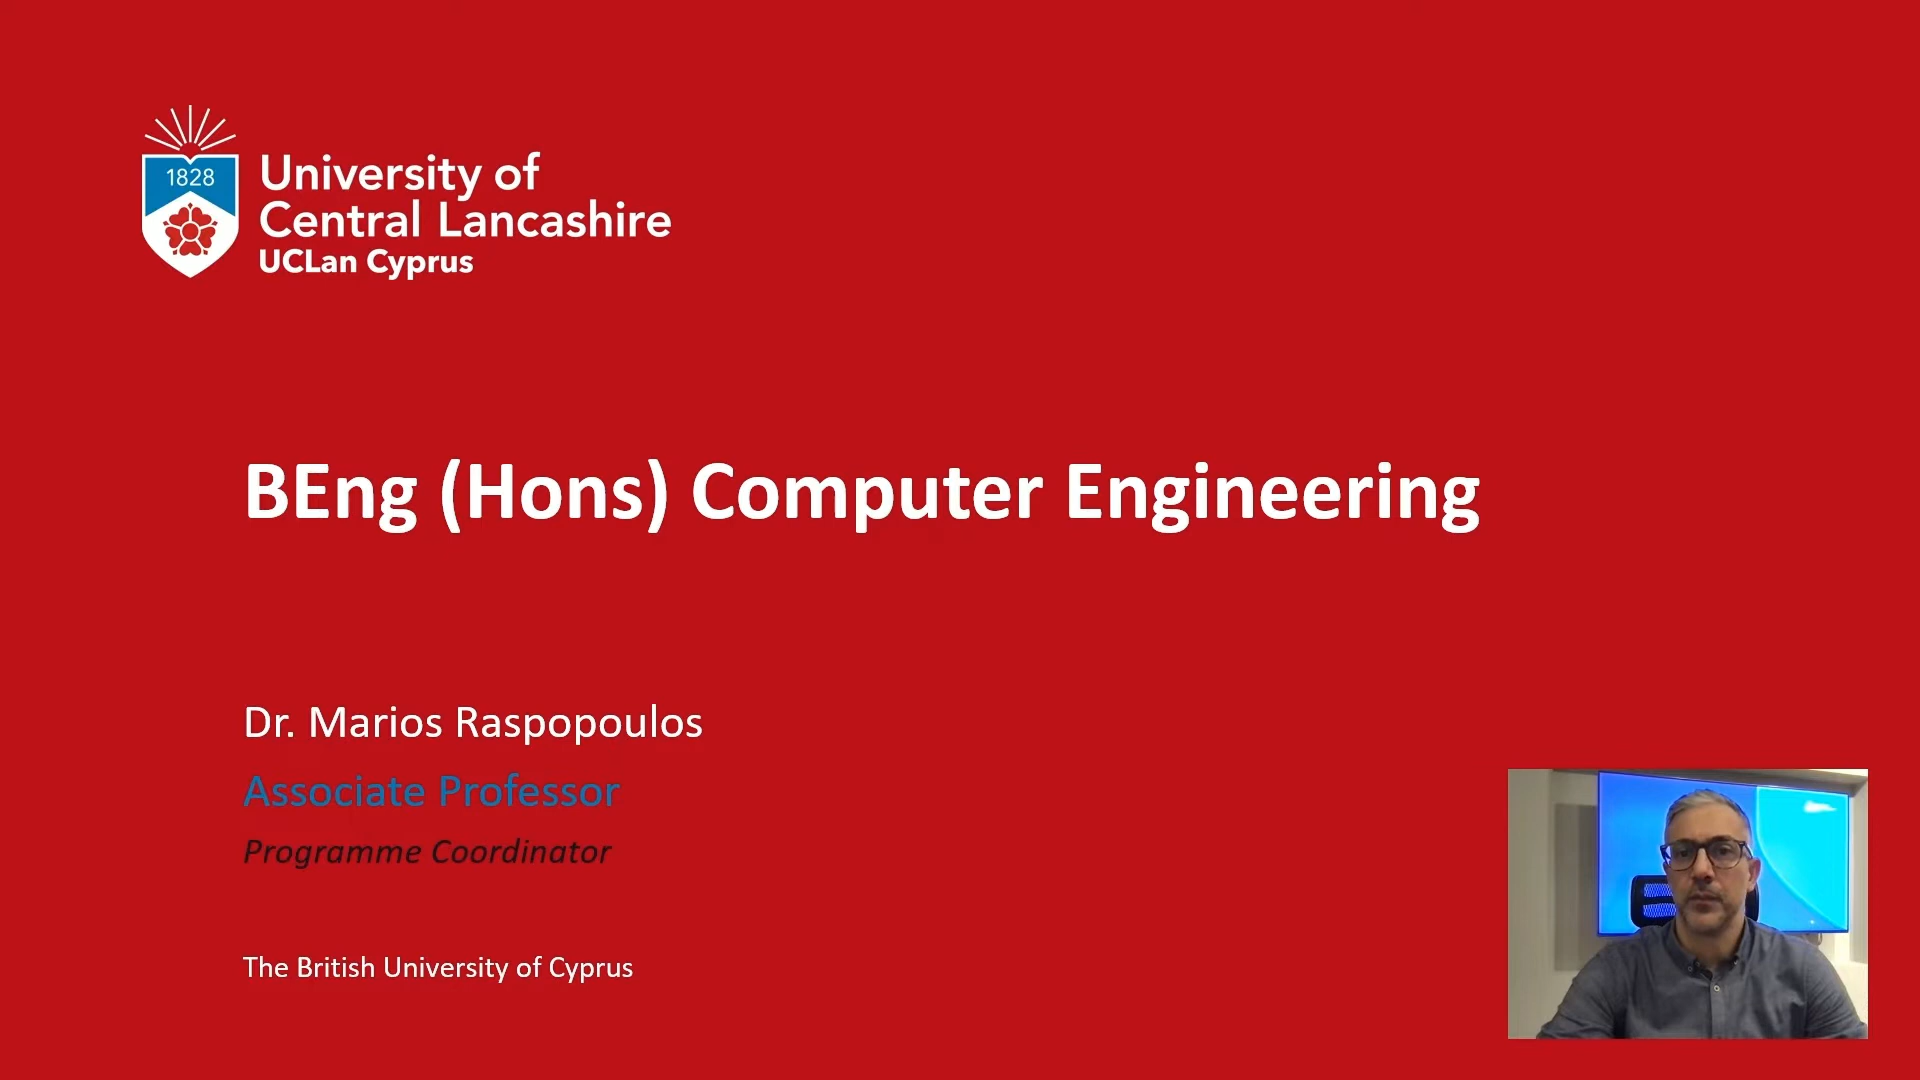 1828
University of
Central Lancashire
UCLan Cyprus
BEng (Hons) Computer Engineering
Dr. Marios Raspopoulos
Associate Professor
Programme Coordinator
The British University of Cyprus